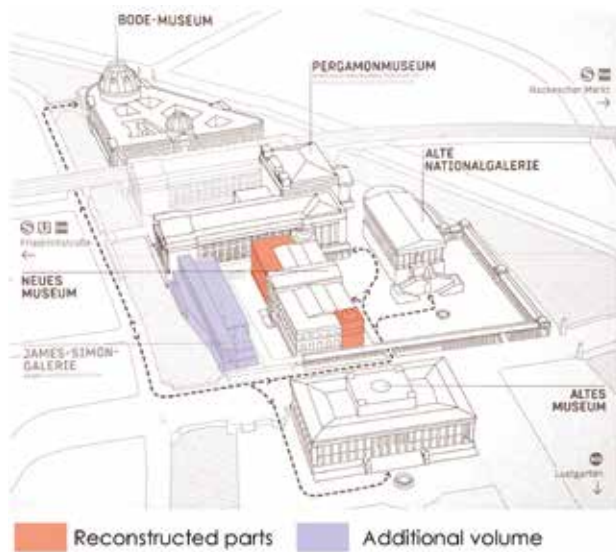 BODE-MUSEUM
PERGAMONMUSEUM
Hackescher Markt
ALTE
NATIONALGALERIE
S U
Friedrichstraße
NEUES
MUSEUM
JAMES-SIMON-
GALERIE
ALTES
MUSEUM
Lustgarten
Reconstructed parts
Additional volume